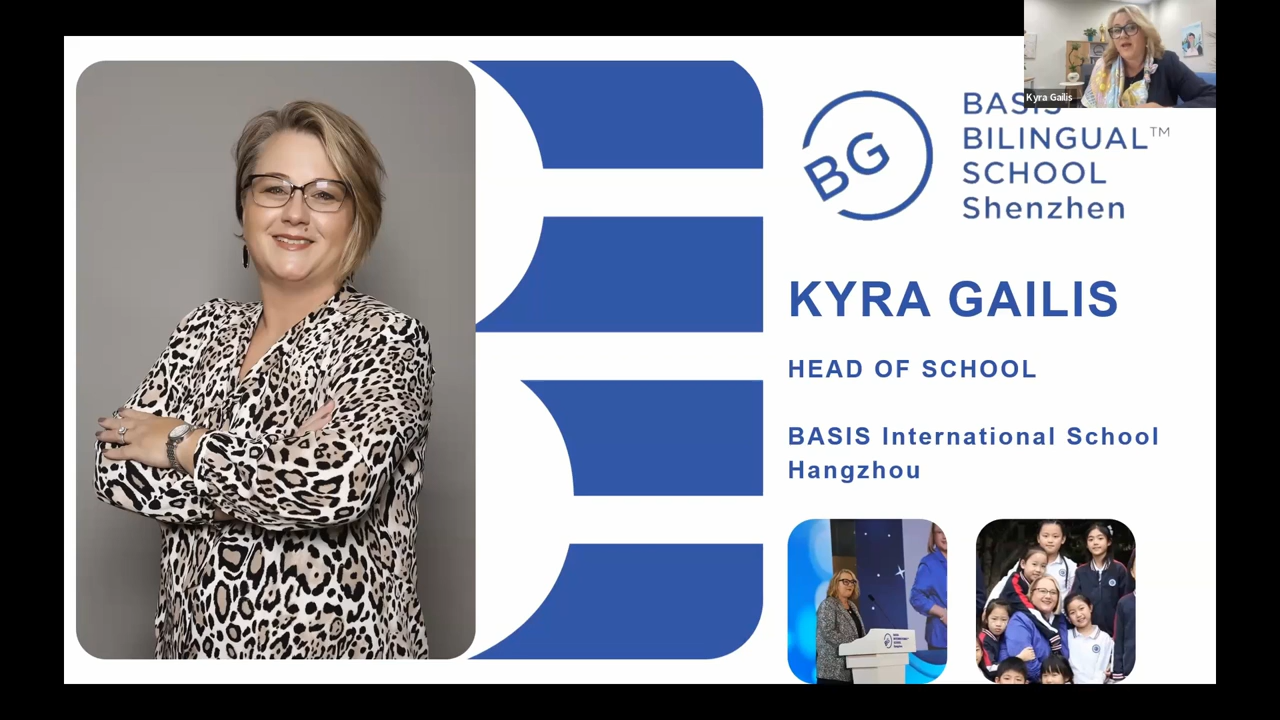 Kyra Gailis
BG
BASIS
BILINGUAL™
SCHOOL
Shenzhen
KYRA GAILIS
HEAD OF SCHOOL
BASIS International School
Hangzhou